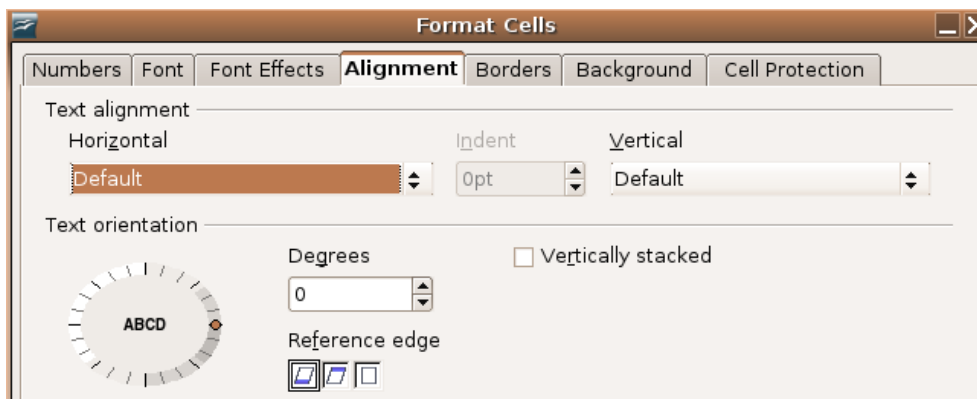 Format Cells
Numbers Font Font Effects Alignment Borders Background Cell Protection
Text alignment
Horizontal Indent Vertical
Default 0pt Default
Text orientation
Degrees Vertically stacked
0
ABCD
Reference edge